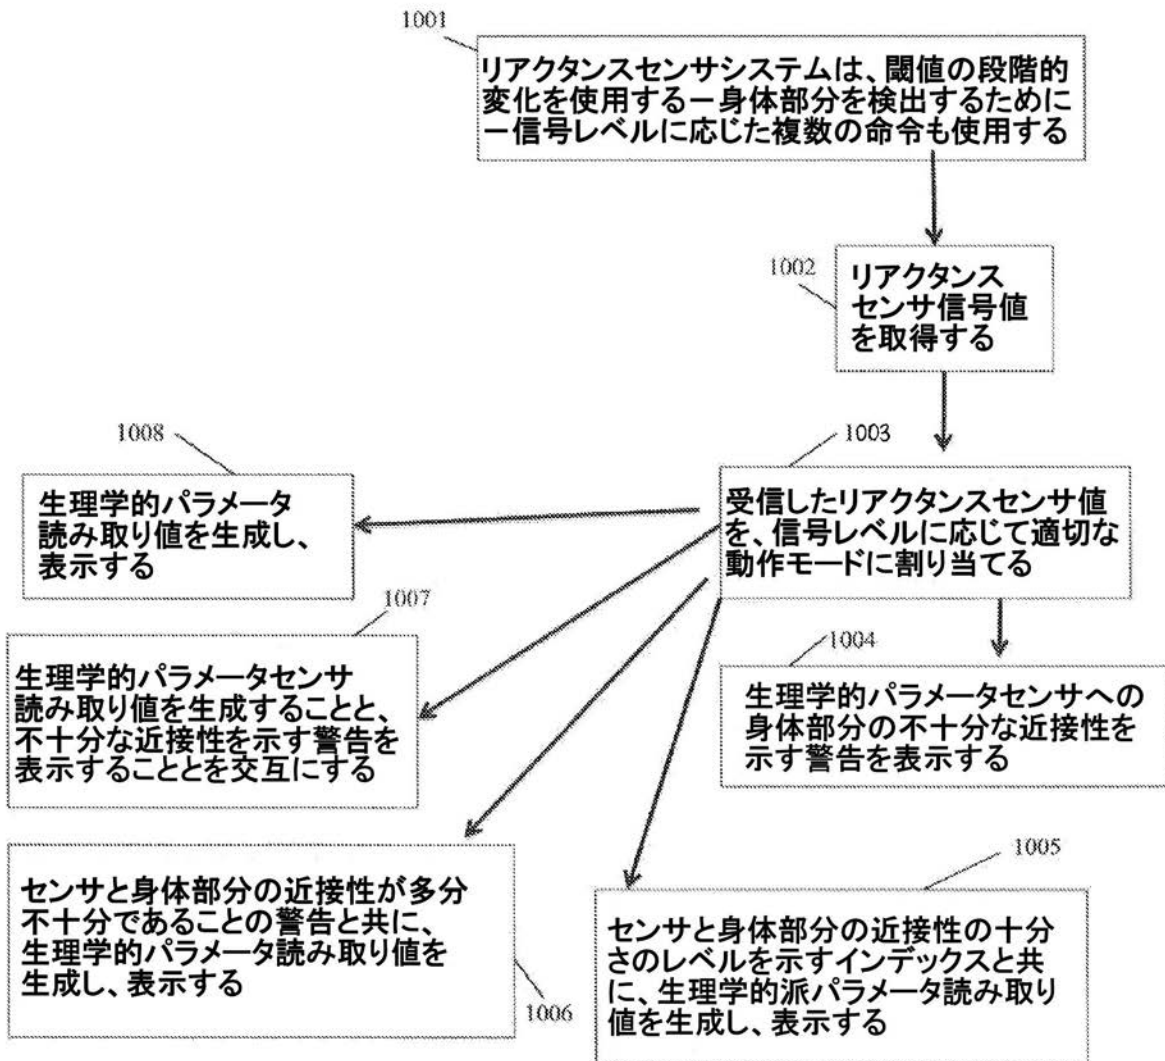 1001
リアクタンスセンサシステムは、閾値の段階的
変化を使用する－身体部分を検出するために
－信号レベルに応じた複数の命令も使用する
1002
リアクタンス
センサ信号値
を取得する
1003
受信したリアクタンスセンサ値
を、信号レベルに応じて適切な
動作モードに割り当てる
1008
生理学的パラメータ
読み取り値を生成し、
表示する
1007
生理学的パラメータセンサ
読み取り値を生成することと、
不十分な近接性を示す警告を
表示することとを交互にする
1004
生理学的パラメータセンサへの
身体部分の不十分な近接性を
示す警告を表示する
1006
センサと身体部分の近接性が多分
不十分であることの警告と共に、
生理学的パラメータ読み取り値を
生成し、表示する
1005
センサと身体部分の近接性の十分
さのレベルを示すインデックスと共
に、生理学的派パラメータ読み取り
値を生成し、表示する